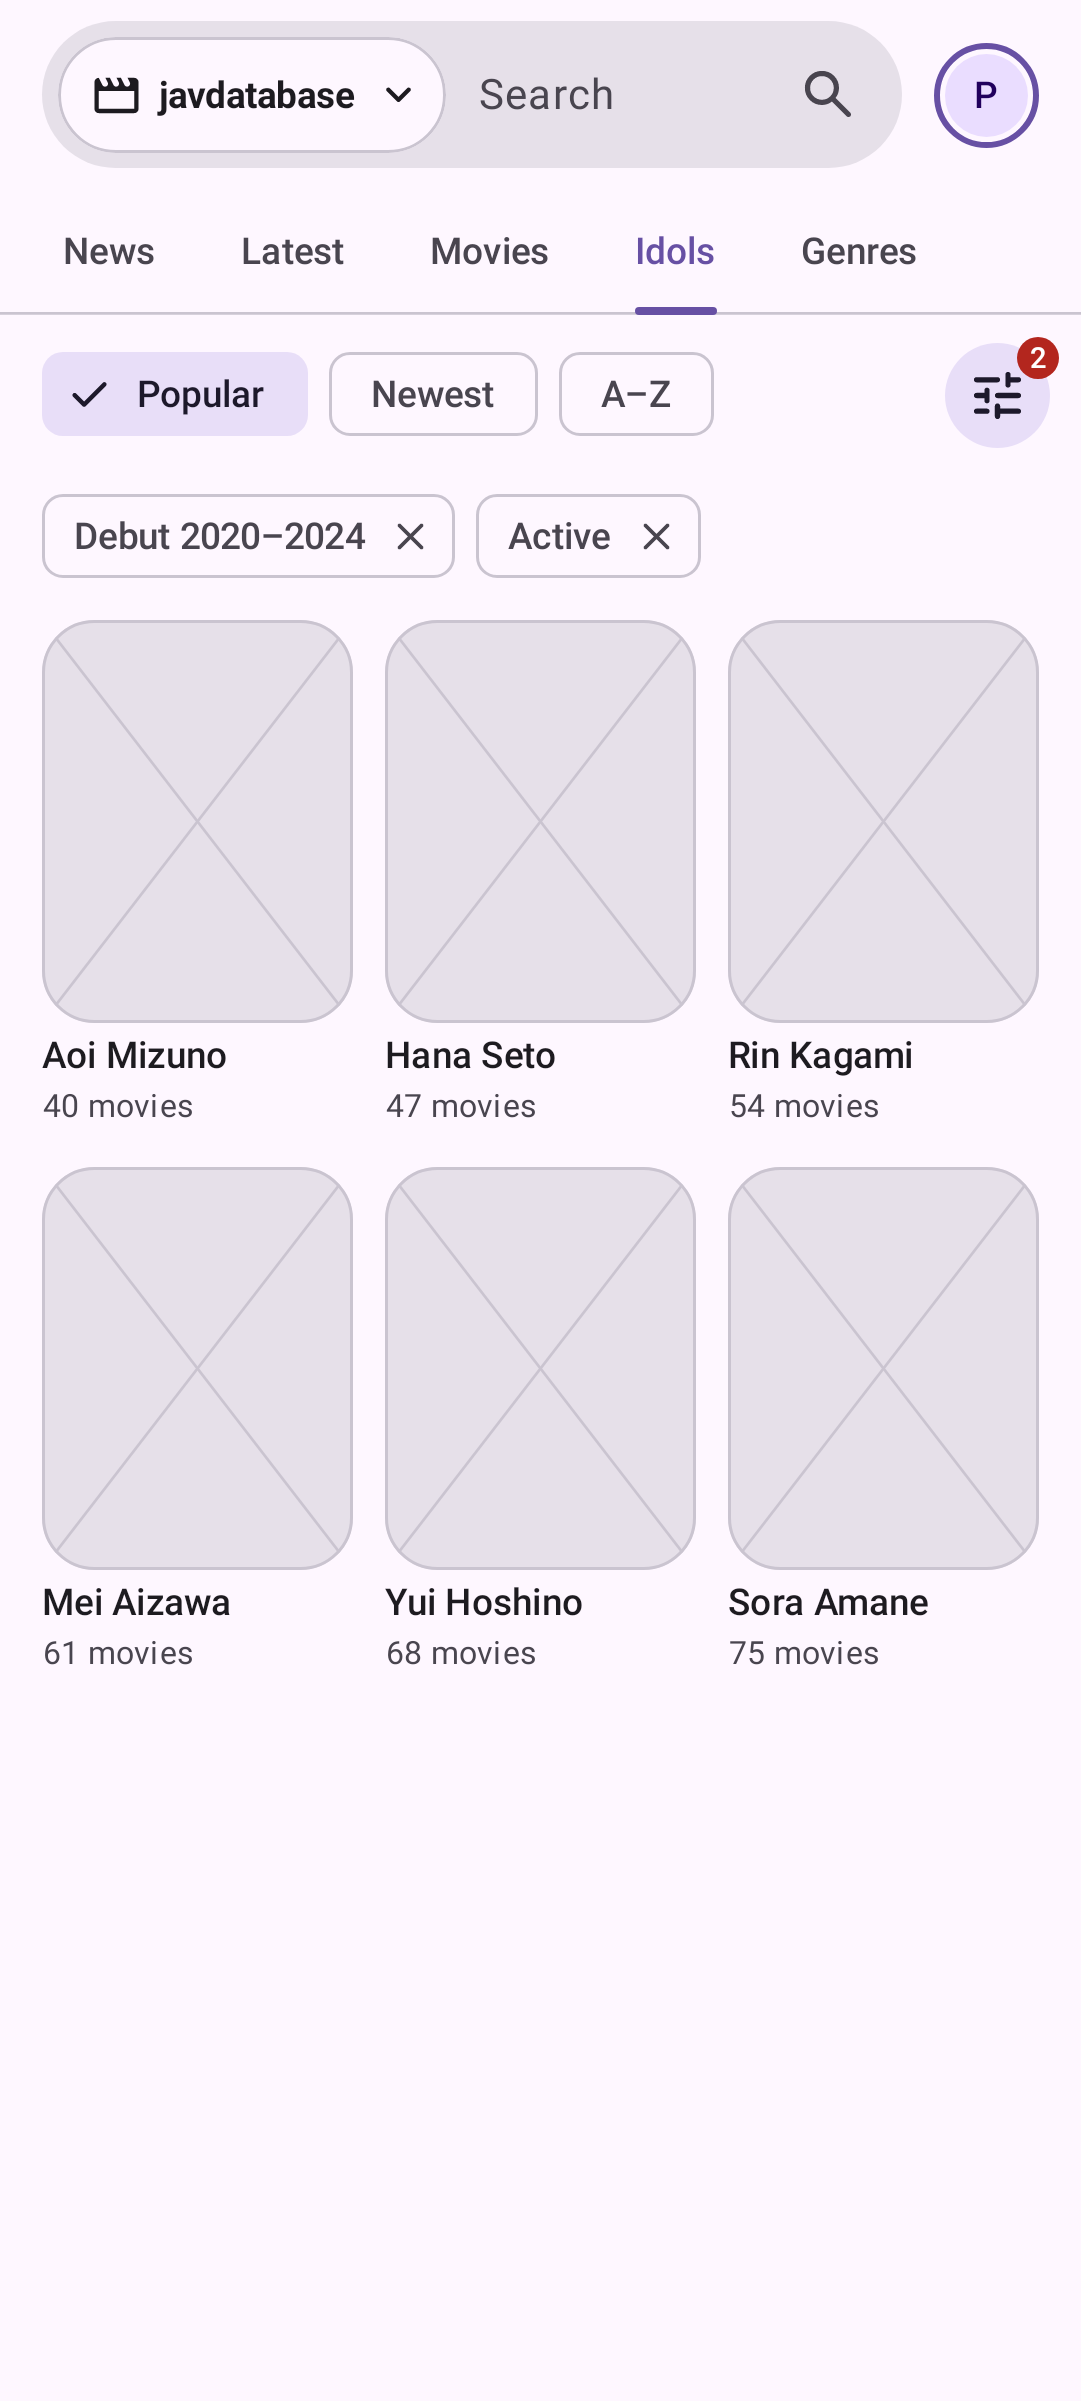 javdatabase Search P
News Latest Movies Idols Genres
Popular Newest A–Z 2
Debut 2020–2024 Active
Aoi Mizuno Hana Seto Rin Kagami
40 movies 47 movies 54 movies
Mei Aizawa Yui Hoshino Sora Amane
61 movies 68 movies 75 movies